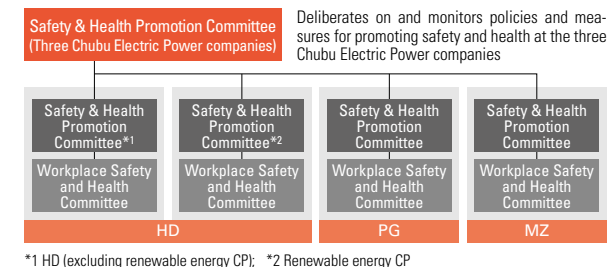 Safety & Health Promotion Committee
(Three Chubu Electric Power companies)
Deliberates on and monitors policies and mea-
sures for promoting safety and health at the three
Chubu Electric Power companies
Safety & Health
Promotion
Committee*1
Safety & Health
Promotion
Committee*2
Safety & Health
Promotion
Committee
Safety & Health
Promotion
Committee
Workplace Safety
and Health
Committee
Workplace Safety
and Health
Committee
Workplace Safety
and Health
Committee
Workplace Safety
and Health
Committee
HD
PG
MZ
*1 HD (excluding renewable energy CP); *2 Renewable energy CP